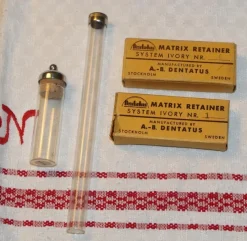 MATRIX RETAINER
SYSTEM IVORY NR.
MANUFACTURED BY
A.-B. DENTATUS
STOCKHOLM SWEDEN
MATRIX RETAINER
SYSTEM IVORY NR. 1
MANUFACTURED BY
A.-B. DENTATUS
STOCKHOLM SWEDEN